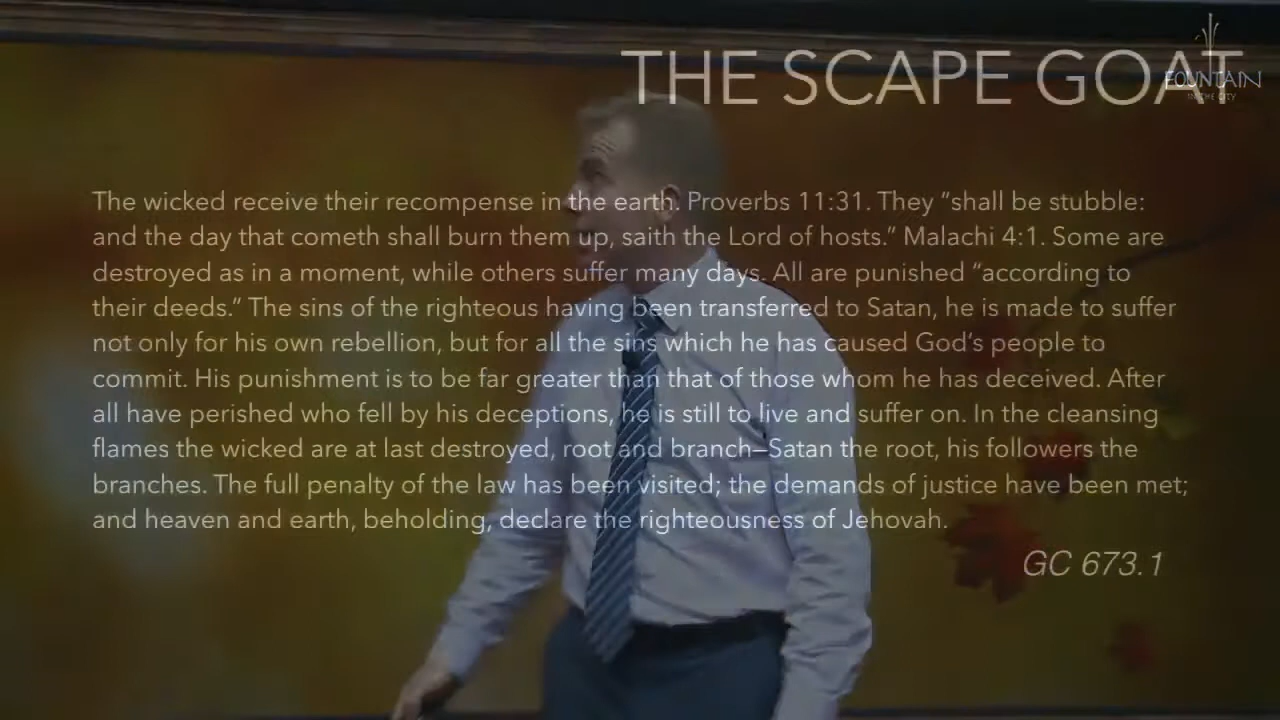 THE SCAPE GOAT
FOUNTAIN
IN THE CITY
The wicked receive their recompense in the earth. Proverbs 11:31. They “shall be stubble:
and the day that cometh shall burn them up, saith the Lord of hosts.” Malachi 4:1. Some are
destroyed as in a moment, while others suffer many days. All are punished “according to
their deeds.” The sins of the righteous having been transferred to Satan, he is made to suffer
not only for his own rebellion, but for all the sins which he has caused God’s people to
commit. His punishment is to be far greater than that of those whom he has deceived. After
all have perished who fell by his deceptions, he is still to live and suffer on. In the cleansing
flames the wicked are at last destroyed, root and branch—Satan the root, his followers the
branches. The full penalty of the law has been visited; the demands of justice have been met;
and heaven and earth, beholding, declare the righteousness of Jehovah.
GC 673.1